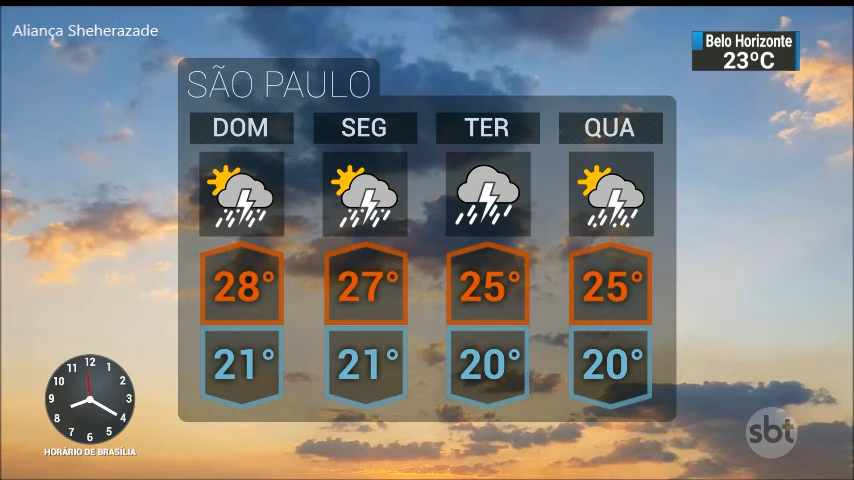 Aliança Sheherazade
Belo Horizonte
23ºC
SÃO PAULO
DOM SEG TER QUA
28° 27° 25° 25°
21° 21° 20° 20°
12
11 1
10 2
9 3
8 4
7 5
6
HORÁRIO DE BRASÍLIA
sbt